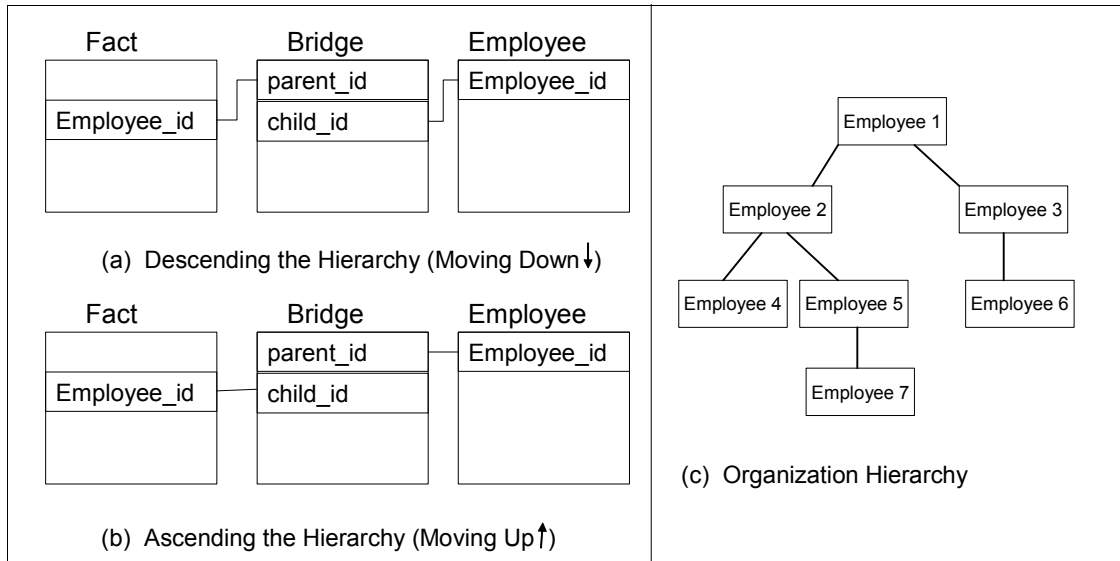 Fact Bridge Employee
parent_id Employee_id
Employee_id child_id
(a) Descending the Hierarchy (Moving Down↓)
Fact Bridge Employee
parent_id Employee_id
Employee_id child_id
(b) Ascending the Hierarchy (Moving Up↑)
Employee 1
Employee 2 Employee 3
Employee 4 Employee 5 Employee 6
Employee 7
(c) Organization Hierarchy